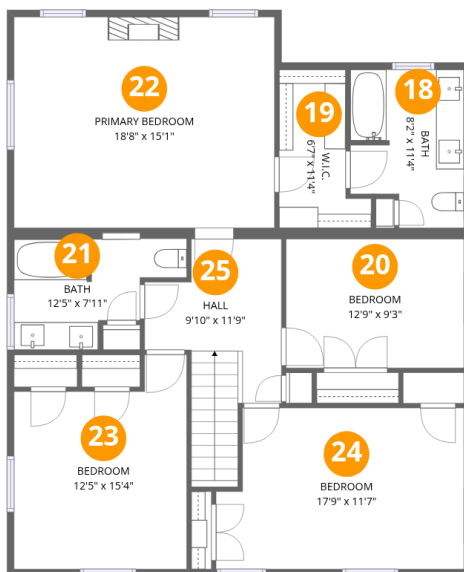 22
PRIMARY BEDROOM
18'8" x 15'1"
19
W.I.C.
6'7" x 11'4"
18
BATH
8'2" x 11'4"
21
BATH
12'5" x 7'11"
25
HALL
9'10" x 11'9"
20
BEDROOM
12'9" x 9'3"
23
BEDROOM
12'5" x 15'4"
24
BEDROOM
17'9" x 11'7"